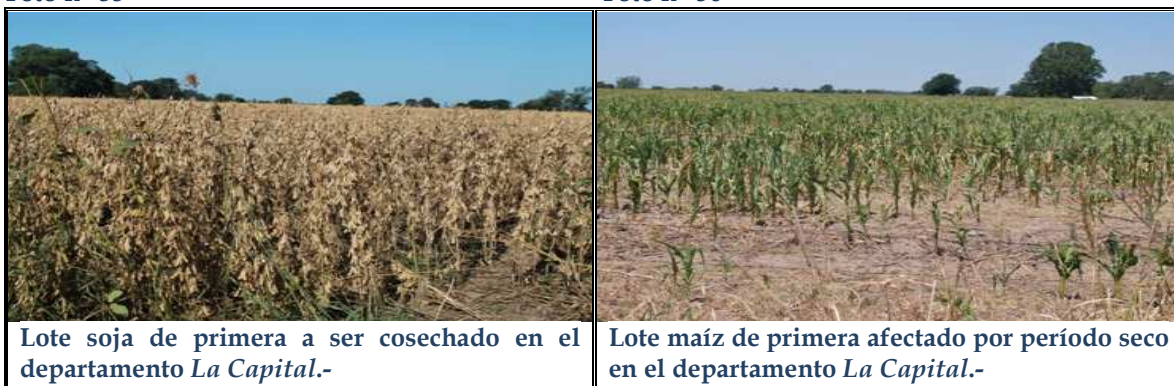 Lote soja de primera a ser cosechado en el
departamento La Capital.-
Lote maíz de primera afectado por período seco
en el departamento La Capital.-